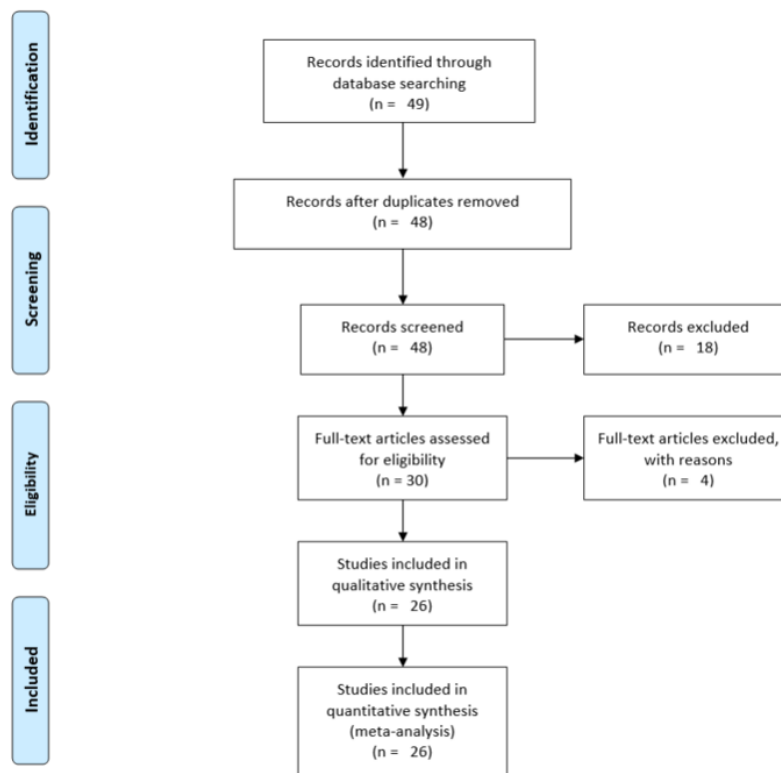 Identification
Records identified through
database searching
(n = 49)
Records after duplicates removed
(n = 48)
Screening
Records screened
(n = 48)
Records excluded
(n = 18)
Eligibility
Full-text articles assessed
for eligibility
(n = 30)
Full-text articles excluded,
with reasons
(n = 4)
Studies included in
qualitative synthesis
(n = 26)
Included
Studies included in
quantitative synthesis
(meta-analysis)
(n = 26)